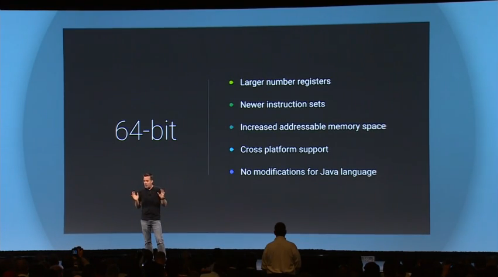 64-bit
Larger number registers
Newer instruction sets
Increased addressable memory space
Cross platform support
No modifications for Java language